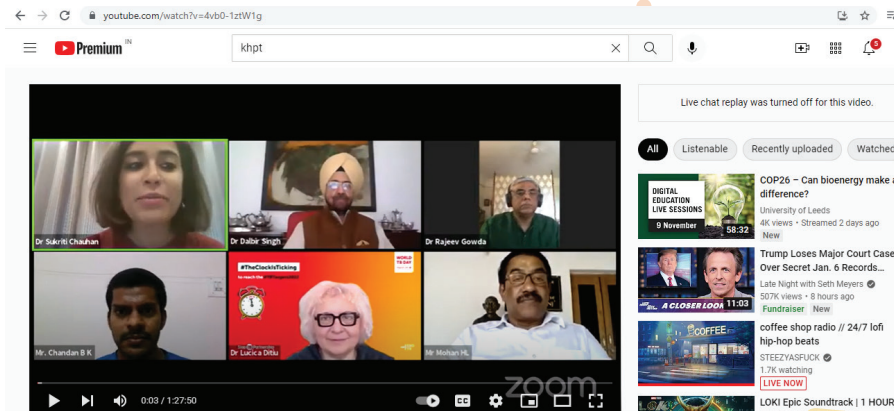 youtube.com/watch?v=4vb0-1ztW1g
Premium IN
khpt
5
Live chat replay was turned off for this video.
All Listenable Recently uploaded Watched
Dr Sukriti Chauhan
Dr Dalbir Singh
Dr Rajeev Gowda
Mr. Chandan B K
#TheClockIsTicking
WORLD
TB DAY
Dr Lucica Ditiu
Mr Mohan HL
zoom
0:03 / 1:27:50
CC
DIGITAL
EDUCATION
LIVE SESSIONS
9 November
58:32
COP26 – Can bioenergy make a
difference?
University of Leeds
4K views • Streamed 2 days ago
New
A CLOSER LOOK
11:03
Trump Loses Major Court Case
Over Secret Jan. 6 Records...
Late Night with Seth Meyers
507K views • 8 hours ago
Fundraiser New
COFFEE
coffee shop radio // 24/7 lofi
hip-hop beats
STEEZYASFUCK
1.7K watching
LIVE NOW
LOKI Epic Soundtrack | 1 HOUR